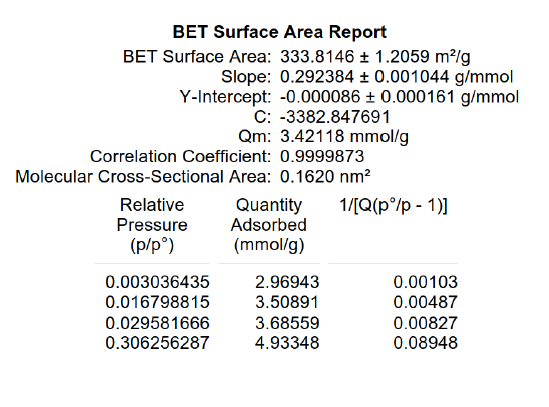 BET Surface Area Report
BET Surface Area: 333.8146 ± 1.2059 m²/g
Slope: 0.292384 ± 0.001044 g/mmol
Y-Intercept: -0.000086 ± 0.000161 g/mmol
C: -3382.847691
Qm: 3.42118 mmol/g
Correlation Coefficient: 0.9999873
Molecular Cross-Sectional Area: 0.1620 nm²
Relative Quantity 1/[Q(p°/p - 1)]
Pressure Adsorbed
(p/p°) (mmol/g)
0.003036435 2.96943 0.00103
0.016798815 3.50891 0.00487
0.029581666 3.68559 0.00827
0.306256287 4.93348 0.08948